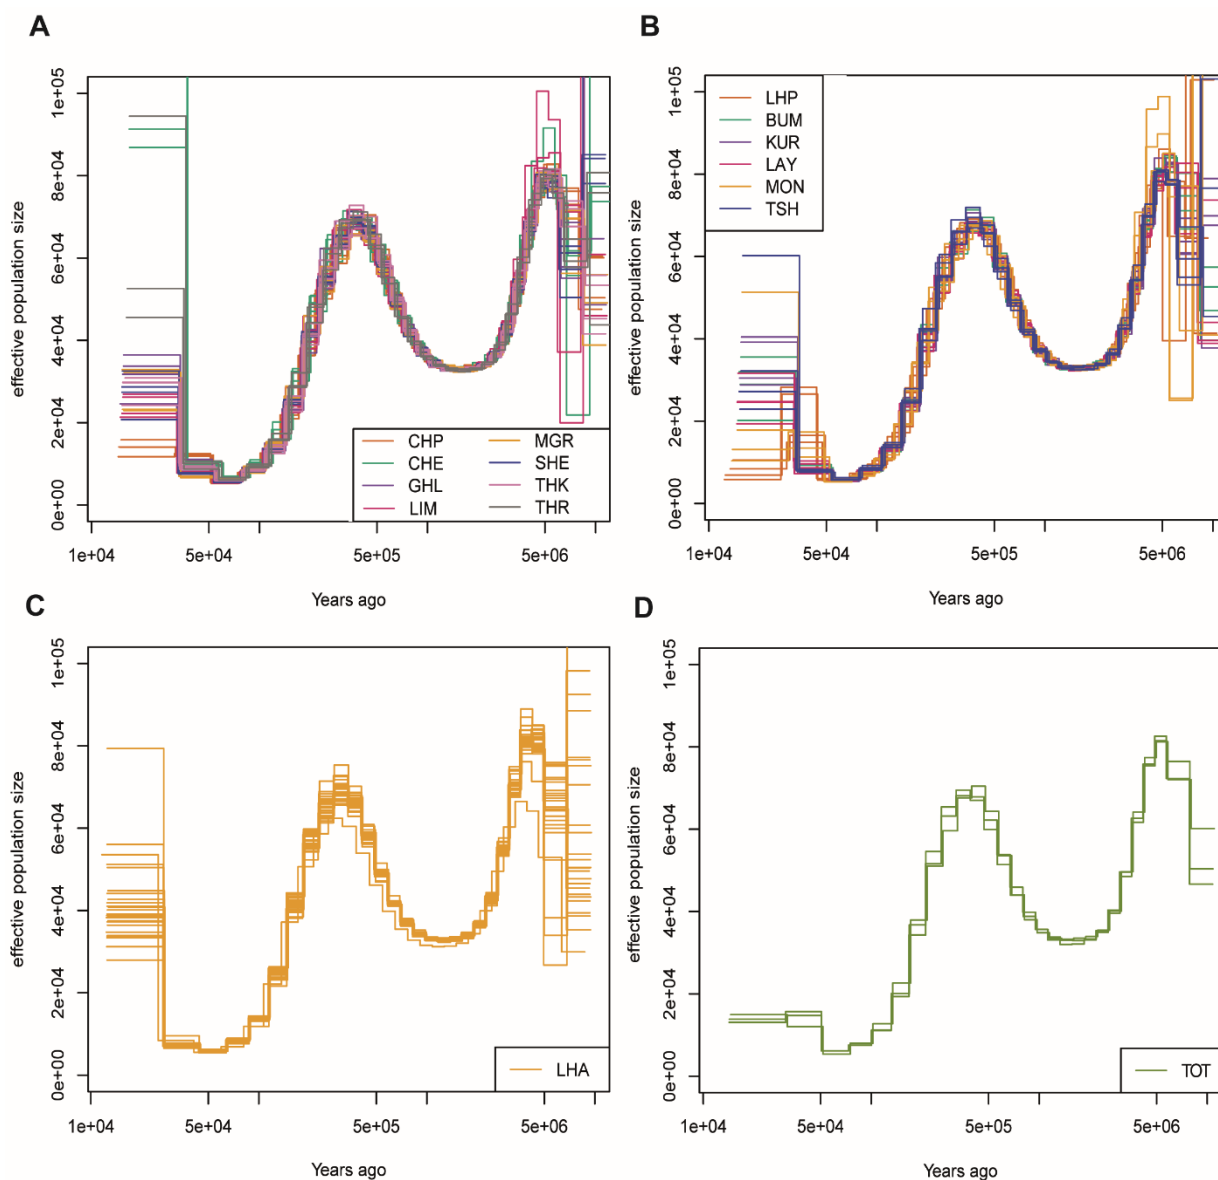 A
effective population size
1e+05
8e+04
6e+04
4e+04
2e+04
0e+00
CHP MGR
CHE SHE
GHL THK
LIM THR
1e+04 5e+04 5e+05 5e+06
Years ago
B
effective population size
1e+05
8e+04
6e+04
4e+04
2e+04
0e+00
LHP
BUM
KUR
LAY
MON
TSH
1e+04 5e+04 5e+05 5e+06
Years ago
C
effective population size
1e+05
8e+04
6e+04
4e+04
2e+04
0e+00
LHA
1e+04 5e+04 5e+05 5e+06
Years ago
D
effective population size
1e+05
8e+04
6e+04
4e+04
2e+04
0e+00
TOT
1e+04 5e+04 5e+05 5e+06
Years ago